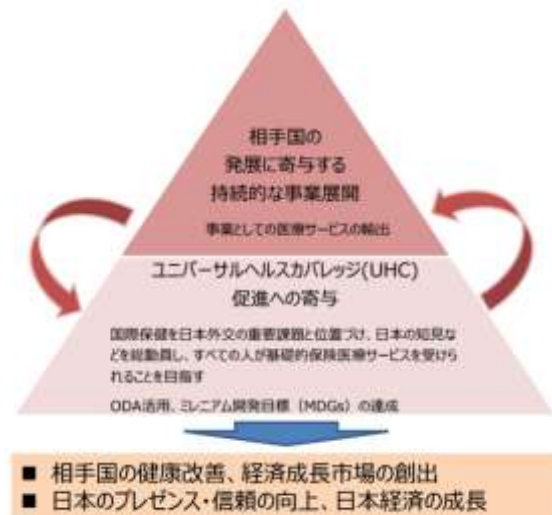 相手国の
発展に寄与する
持続的な事業展開
事業としての医療サービスの輸出
ユニバーサルヘルスカバレッジ(UHC)
促進への寄与
国際保健を日本外交の重要課題と位置づけ、日本の知見な
どを総動員し、すべての人が基礎的保険医療サービスを受けら
れることを目指す
ODA活用、ミレニアム開発目標（MDGs）の達成
■ 相手国の健康改善、経済成長市場の創出
■ 日本のプレゼンス・信頼の向上、日本経済の成長